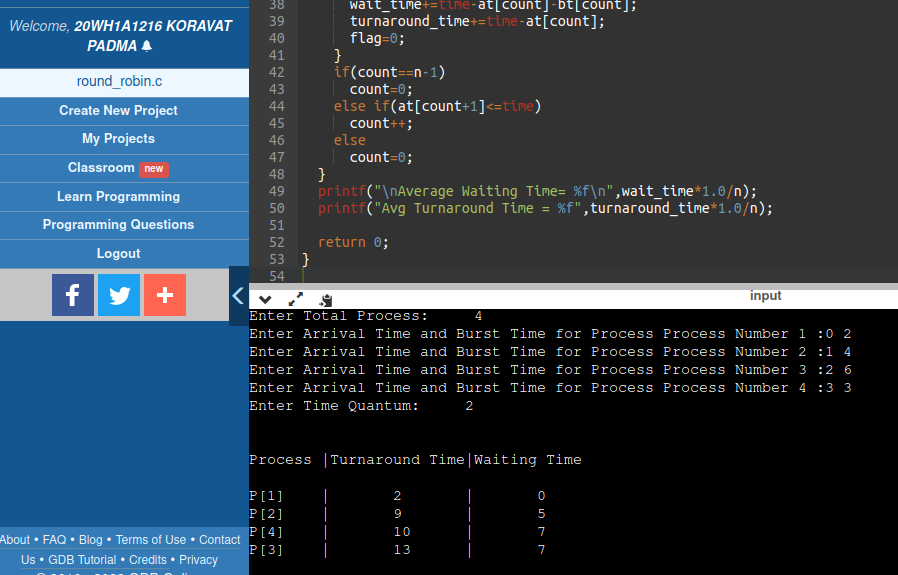 Welcome, 20WH1A1216 KORAVAT
PADMA
round_robin.c
Create New Project
My Projects
Classroom new
Learn Programming
Programming Questions
Logout
About • FAQ • Blog • Terms of Use • Contact
Us • GDB Tutorial • Credits • Privacy
38 wait_time+=time-at[count]-bt[count];
39 turnaround_time+=time-at[count];
40 flag=0;
41 }
42 if(count==n-1)
43 count=0;
44 else if(at[count+1]<=time)
45 count++;
46 else
47 count=0;
48 }
49 printf("\nAverage Waiting Time= %f\n",wait_time*1.0/n);
50 printf("Avg Turnaround Time = %f",turnaround_time*1.0/n);
51
52 return 0;
53 }
54
input
Enter Total Process: 4
Enter Arrival Time and Burst Time for Process Process Number 1 :0 2
Enter Arrival Time and Burst Time for Process Process Number 2 :1 4
Enter Arrival Time and Burst Time for Process Process Number 3 :2 6
Enter Arrival Time and Burst Time for Process Process Number 4 :3 3
Enter Time Quantum: 2
Process |Turnaround Time|Waiting Time
P[1] | 2 | 0
P[2] | 9 | 5
P[4] | 10 | 7
P[3] | 13 | 7